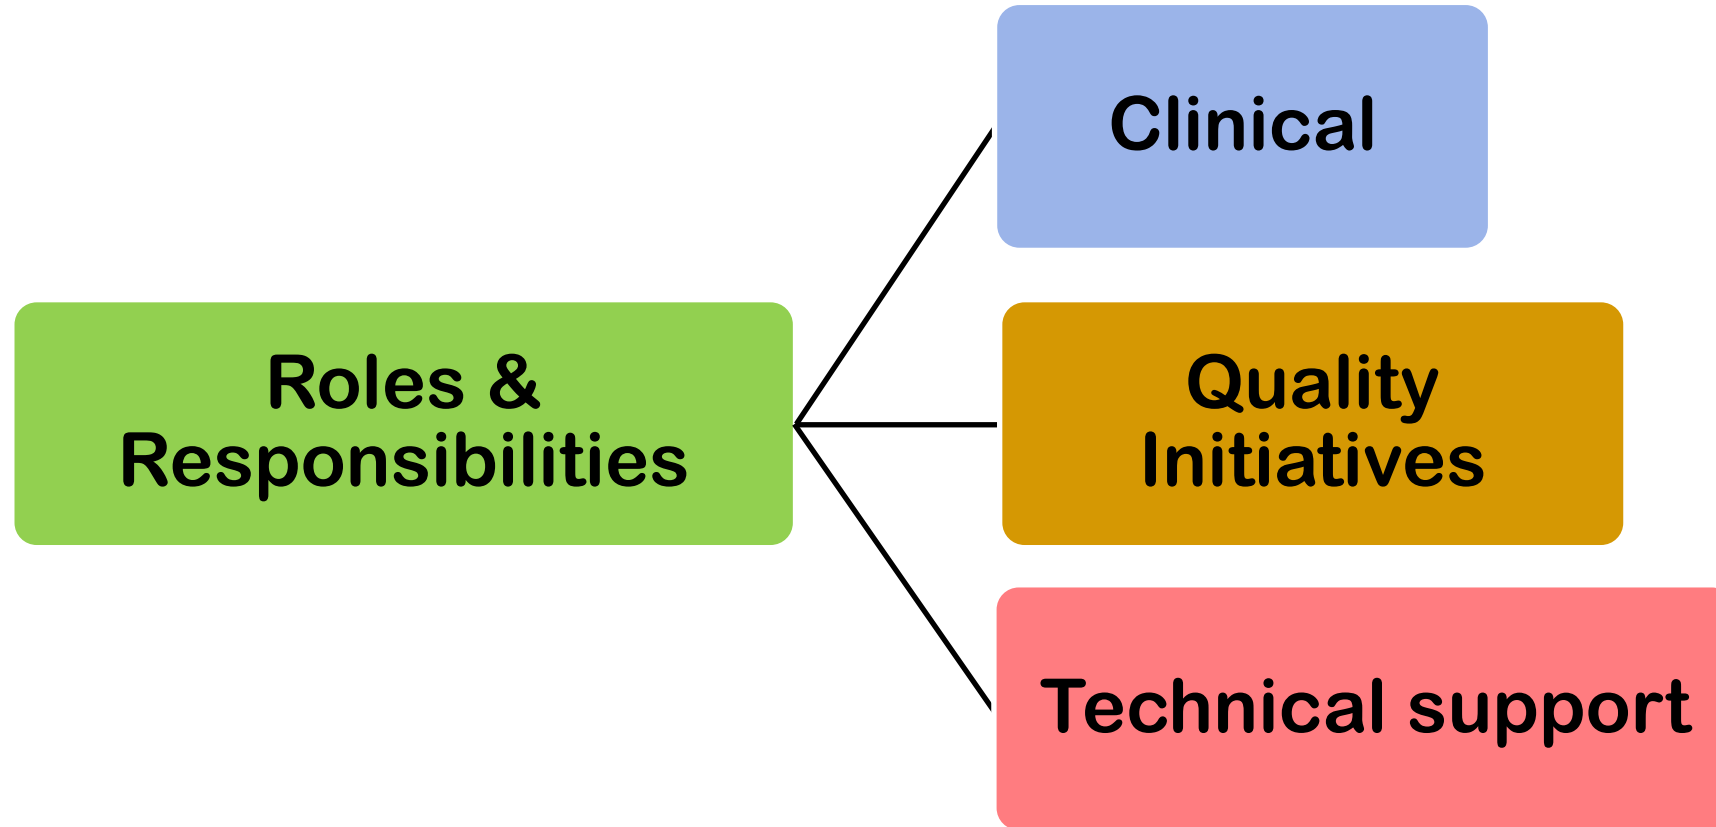 Roles &
Responsibilities
Clinical
Quality
Initiatives
Technical support